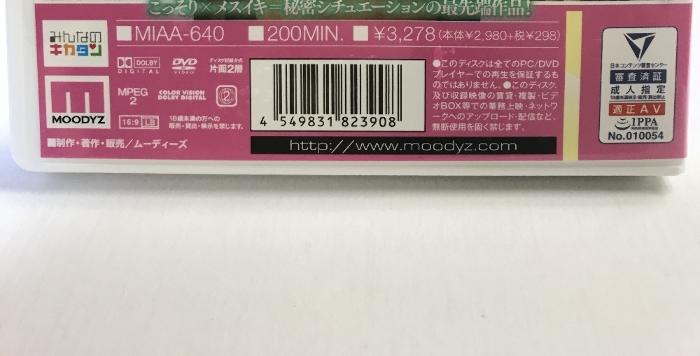 こっそり×メスイキ=秘密シチュエーションの最先端作品!
みんなの
キカタン
■MIAA-640 ■200MIN. ■¥3,278(本体¥2,980+税¥298)
DOLBY
DIGITAL
DVD
VIDEO
ディスク記録方式
片面2層
MPEG
2
COLOR VISION
DOLBY DIGITAL
2
16:9 LB
18歳未満の方への
販売・貸出・展示を禁じます。
M
MOODYZ
4 549831 823908
●このディスクは全てのPC/DVD
プレイヤーでの再生を保証するも
のではありません。●このディスク、
及び収録映像の賃貸・複製・ビデ
オBOX等での業務上映・ネットワ
ークへのアップロード・配信など、
無断使用を固く禁じます。
http://www.moodyz.com
■制作・著作・販売/ムーディーズ
日本コンテンツ審査センター
審査済証
成人指定
適正AV
IPPA
No.010054